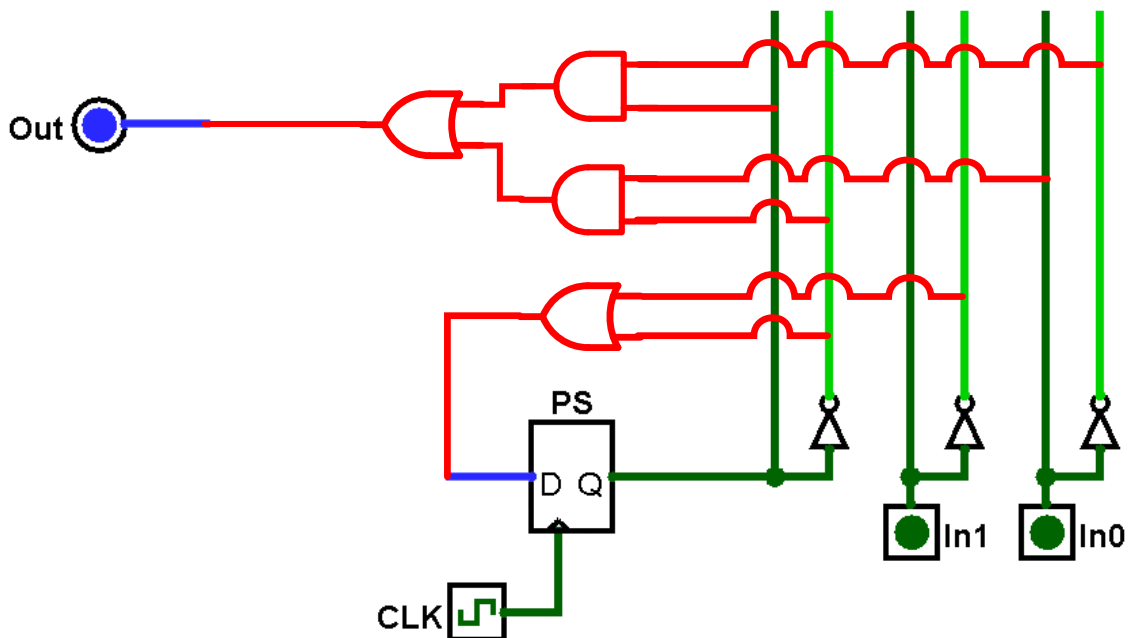 Out
PS
D Q
In1
In0
CLK